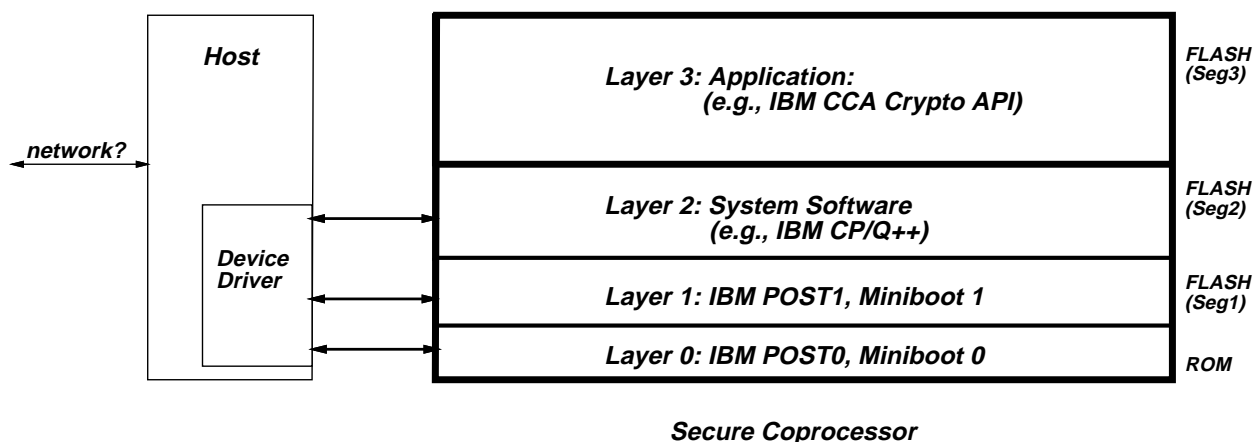 Host
network?
Device
Driver
Layer 3: Application:
(e.g., IBM CCA Crypto API)
FLASH
(Seg3)
Layer 2: System Software
(e.g., IBM CP/Q++)
FLASH
(Seg2)
Layer 1: IBM POST1, Miniboot 1
FLASH
(Seg1)
Layer 0: IBM POST0, Miniboot 0
ROM
Secure Coprocessor